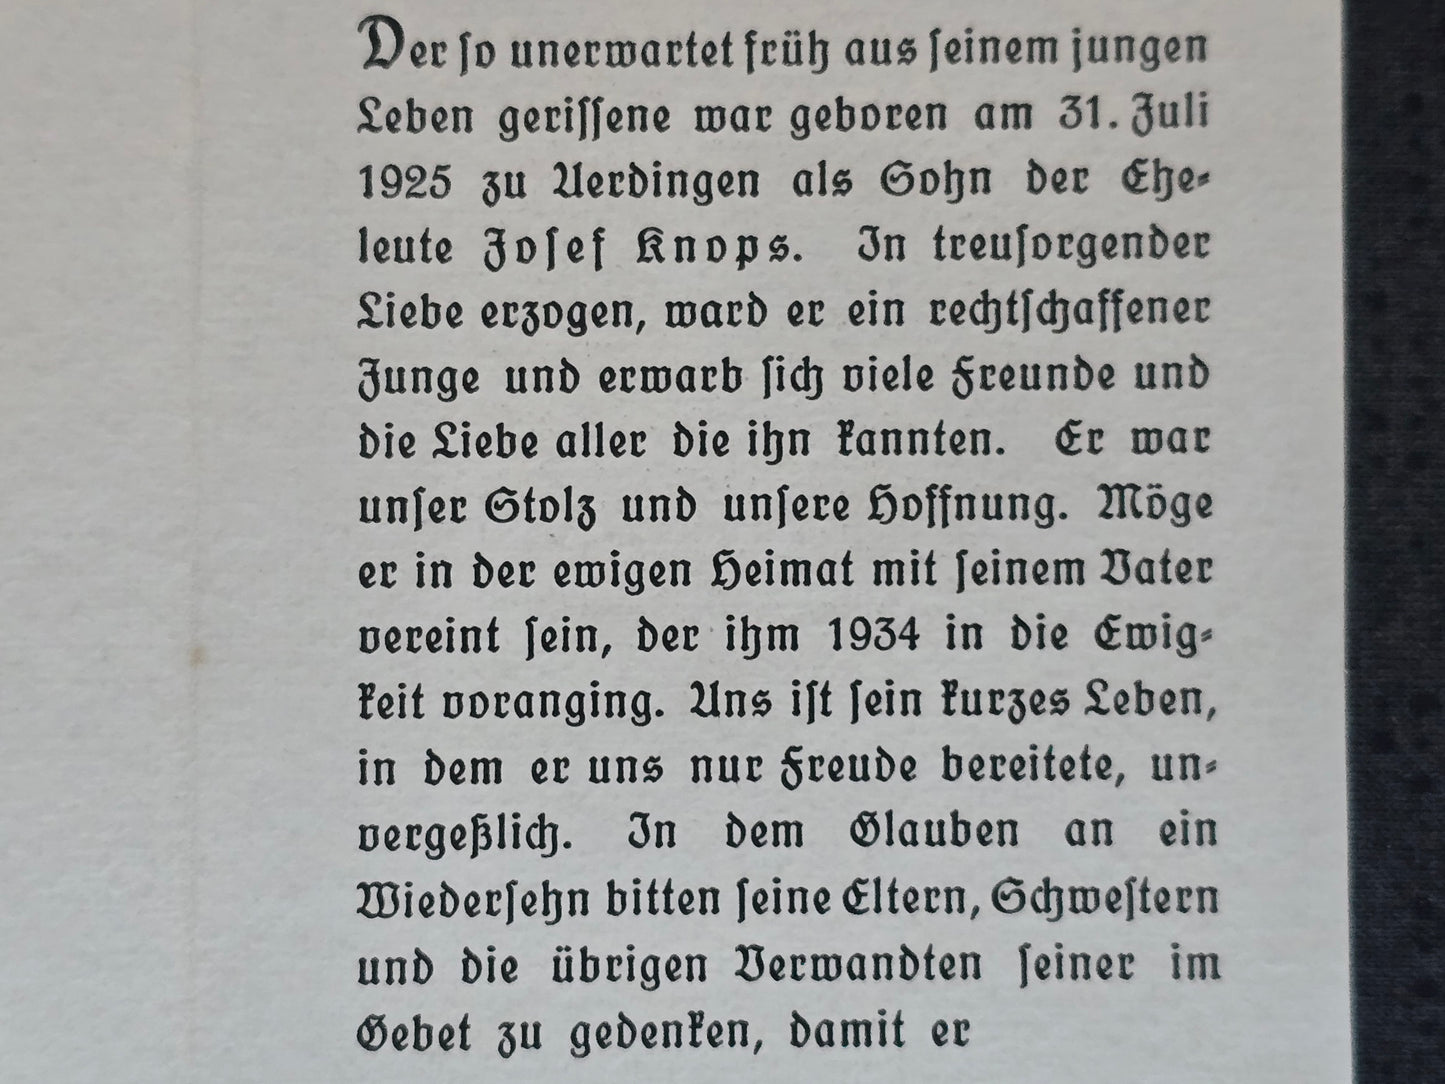 Der so unerwartet früh aus seinem jungen
Leben gerissene war geboren am 31. Juli
1925 zu Uerdingen als Sohn der Ehe-
leute Josef Knops. In treusorgender
Liebe erzogen, ward er ein rechtschaffener
Junge und erwarb sich viele Freunde und
die Liebe aller die ihn kannten. Er war
unser Stolz und unsere Hoffnung. Möge
er in der ewigen Heimat mit seinem Vater
vereint sein, der ihm 1934 in die Ewig-
keit voranging. Uns ist sein kurzes Leben,
in dem er uns nur Freude bereitete, un-
vergeßlich. In dem Glauben an ein
Wiedersehn bitten seine Eltern, Schwestern
und die übrigen Verwandten seiner im
Gebet zu gedenken, damit er